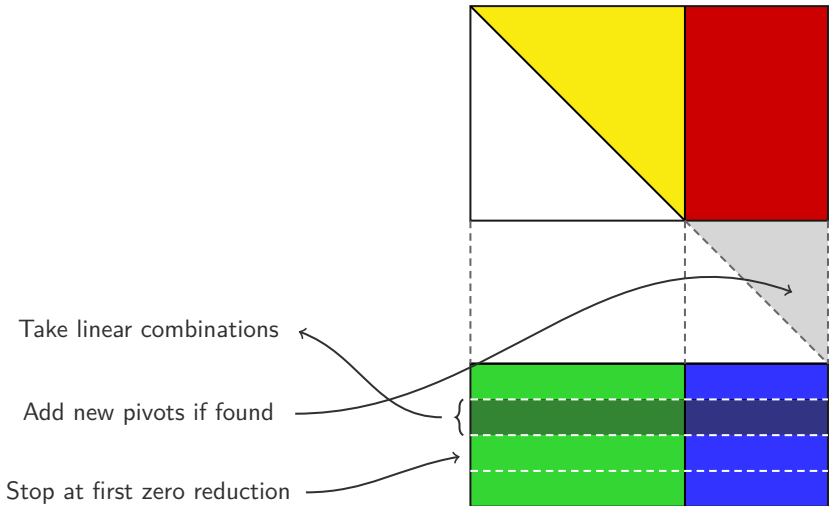 Take linear combinations
Add new pivots if found
Stop at first zero reduction